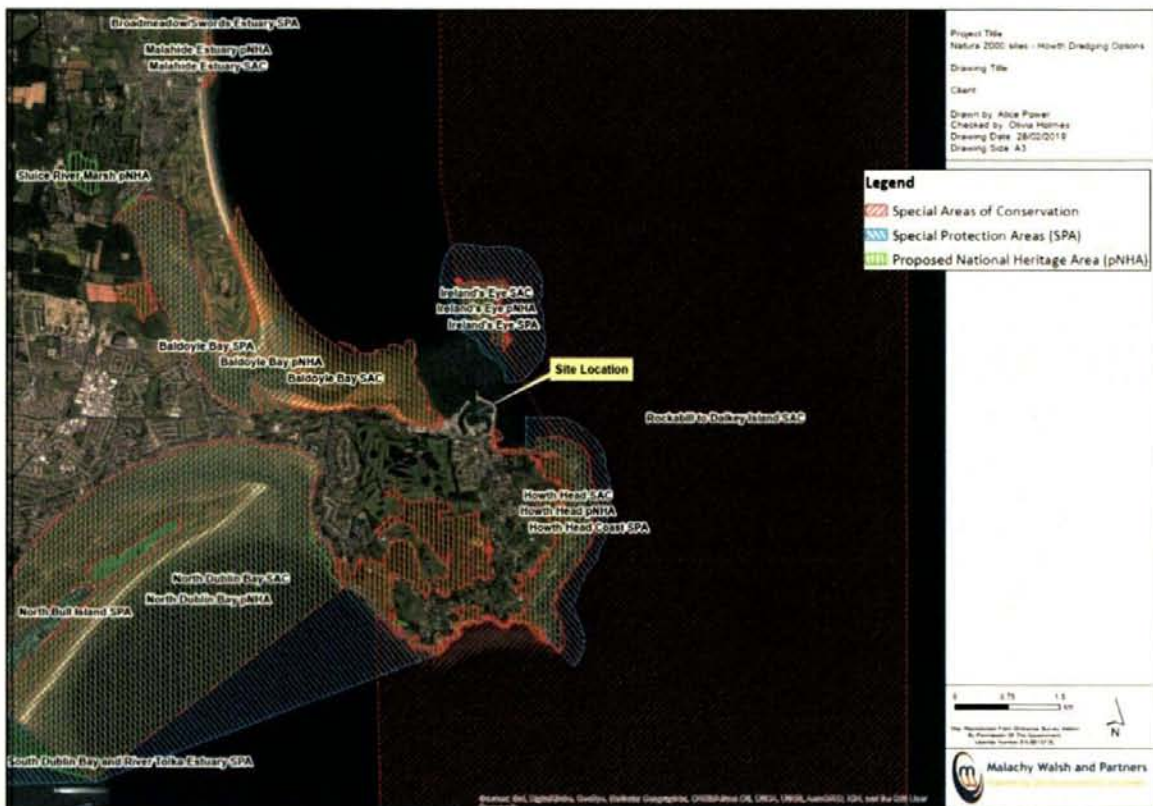 Broadmeadow/Swords Estuary SPA
Malahide Estuary pNHA
Malahide Estuary SAC
Sluice River Marsh pNHA
Ireland's Eye SAC
Ireland's Eye pNHA
Ireland's Eye SPA
Baldoyle Bay SPA
Baldoyle Bay pNHA
Baldoyle Bay SAC
Site Location
Rockabill to Dalkey Island SAC
Howth Head SAC
Howth Head pNHA
Howth Head Coast SPA
North Dublin Bay SAC
North Dublin Bay pNHA
North Bull Island SPA
South Dublin Bay and River Tolka Estuary SPA
Project Title
Natura 2000 sites - Howth Dredging Options
Drawing Title
Client
Drawn by: Alice Power
Checked by: Olivia Holmes
Drawing Date: 28/02/2019
Drawing Size: A3
Legend
Special Areas of Conservation
Special Protection Areas (SPA)
Proposed National Heritage Area (pNHA)
0 0.75 1.5
N
Malachy Walsh and Partners